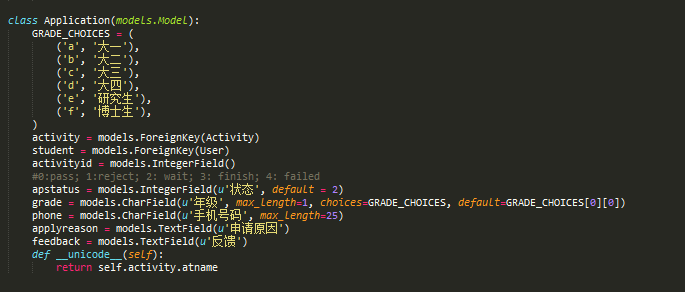 class Application(models.Model):
    GRADE_CHOICES = (
        ('a', '大一'),
        ('b', '大二'),
        ('c', '大三'),
        ('d', '大四'),
        ('e', '研究生'),
        ('f', '博士生'),
    )
    activity = models.ForeignKey(Activity)
    student = models.ForeignKey(User)
    activityid = models.IntegerField()
    #0:pass; 1:reject; 2: wait; 3: finish; 4: failed
    apstatus = models.IntegerField(u'状态', default = 2)
    grade = models.CharField(u'年级', max_length=1, choices=GRADE_CHOICES, default=GRADE_CHOICES[0][0])
    phone = models.CharField(u'手机号码', max_length=25)
    applyreason = models.TextField(u'申请原因')
    feedback = models.TextField(u'反馈')
    def __unicode__(self):
        return self.activity.atname